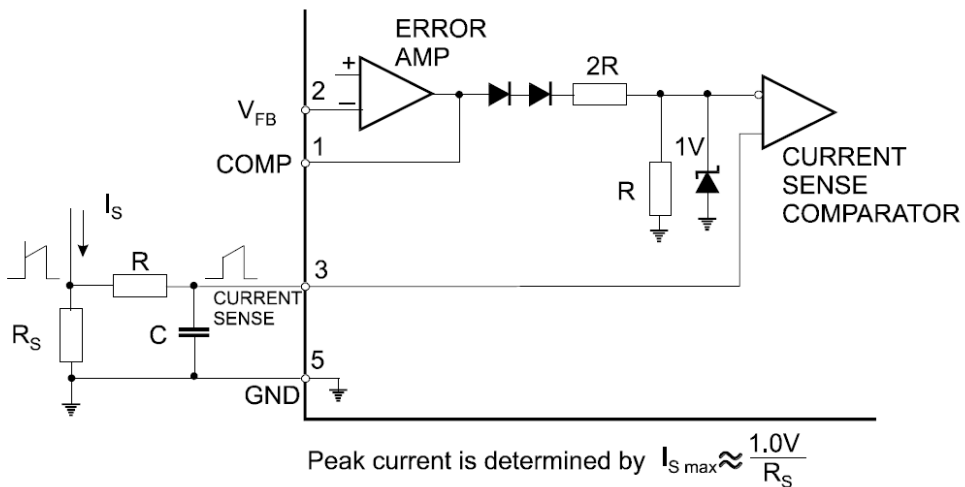 ERROR
AMP
+
−
2
V_FB
1
COMP
2R
1V
R
CURRENT
SENSE
COMPARATOR
I_S
R
3
CURRENT
SENSE
R_S
C
5
GND
Peak current is determined by I_S max ≈ 1.0V / R_S